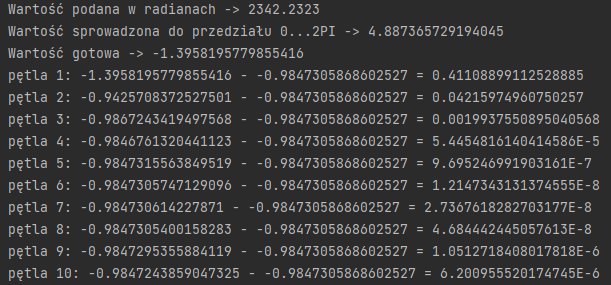 Wartość podana w radianach -> 2342.2323
Wartość sprowadzona do przedziału 0...2PI -> 4.887365729194045
Wartość gotowa -> -1.3958195779855416
pętla 1: -1.3958195779855416 - -0.9847305868602527 = 0.41108899112528885
pętla 2: -0.9425708372527501 - -0.9847305868602527 = 0.04215974960750257
pętla 3: -0.9867243419497568 - -0.9847305868602527 = 0.0019937550895040568
pętla 4: -0.9846761320441123 - -0.9847305868602527 = 5.4454816140414586E-5
pętla 5: -0.9847315563849519 - -0.9847305868602527 = 9.695246991903161E-7
pętla 6: -0.9847305747129096 - -0.9847305868602527 = 1.2147343131374555E-8
pętla 7: -0.984730614227871 - -0.9847305868602527 = 2.7367618282703177E-8
pętla 8: -0.9847305400158283 - -0.9847305868602527 = 4.684442445057613E-8
pętla 9: -0.9847295355884119 - -0.9847305868602527 = 1.0512718408017818E-6
pętla 10: -0.9847243859047325 - -0.9847305868602527 = 6.200955520174745E-6